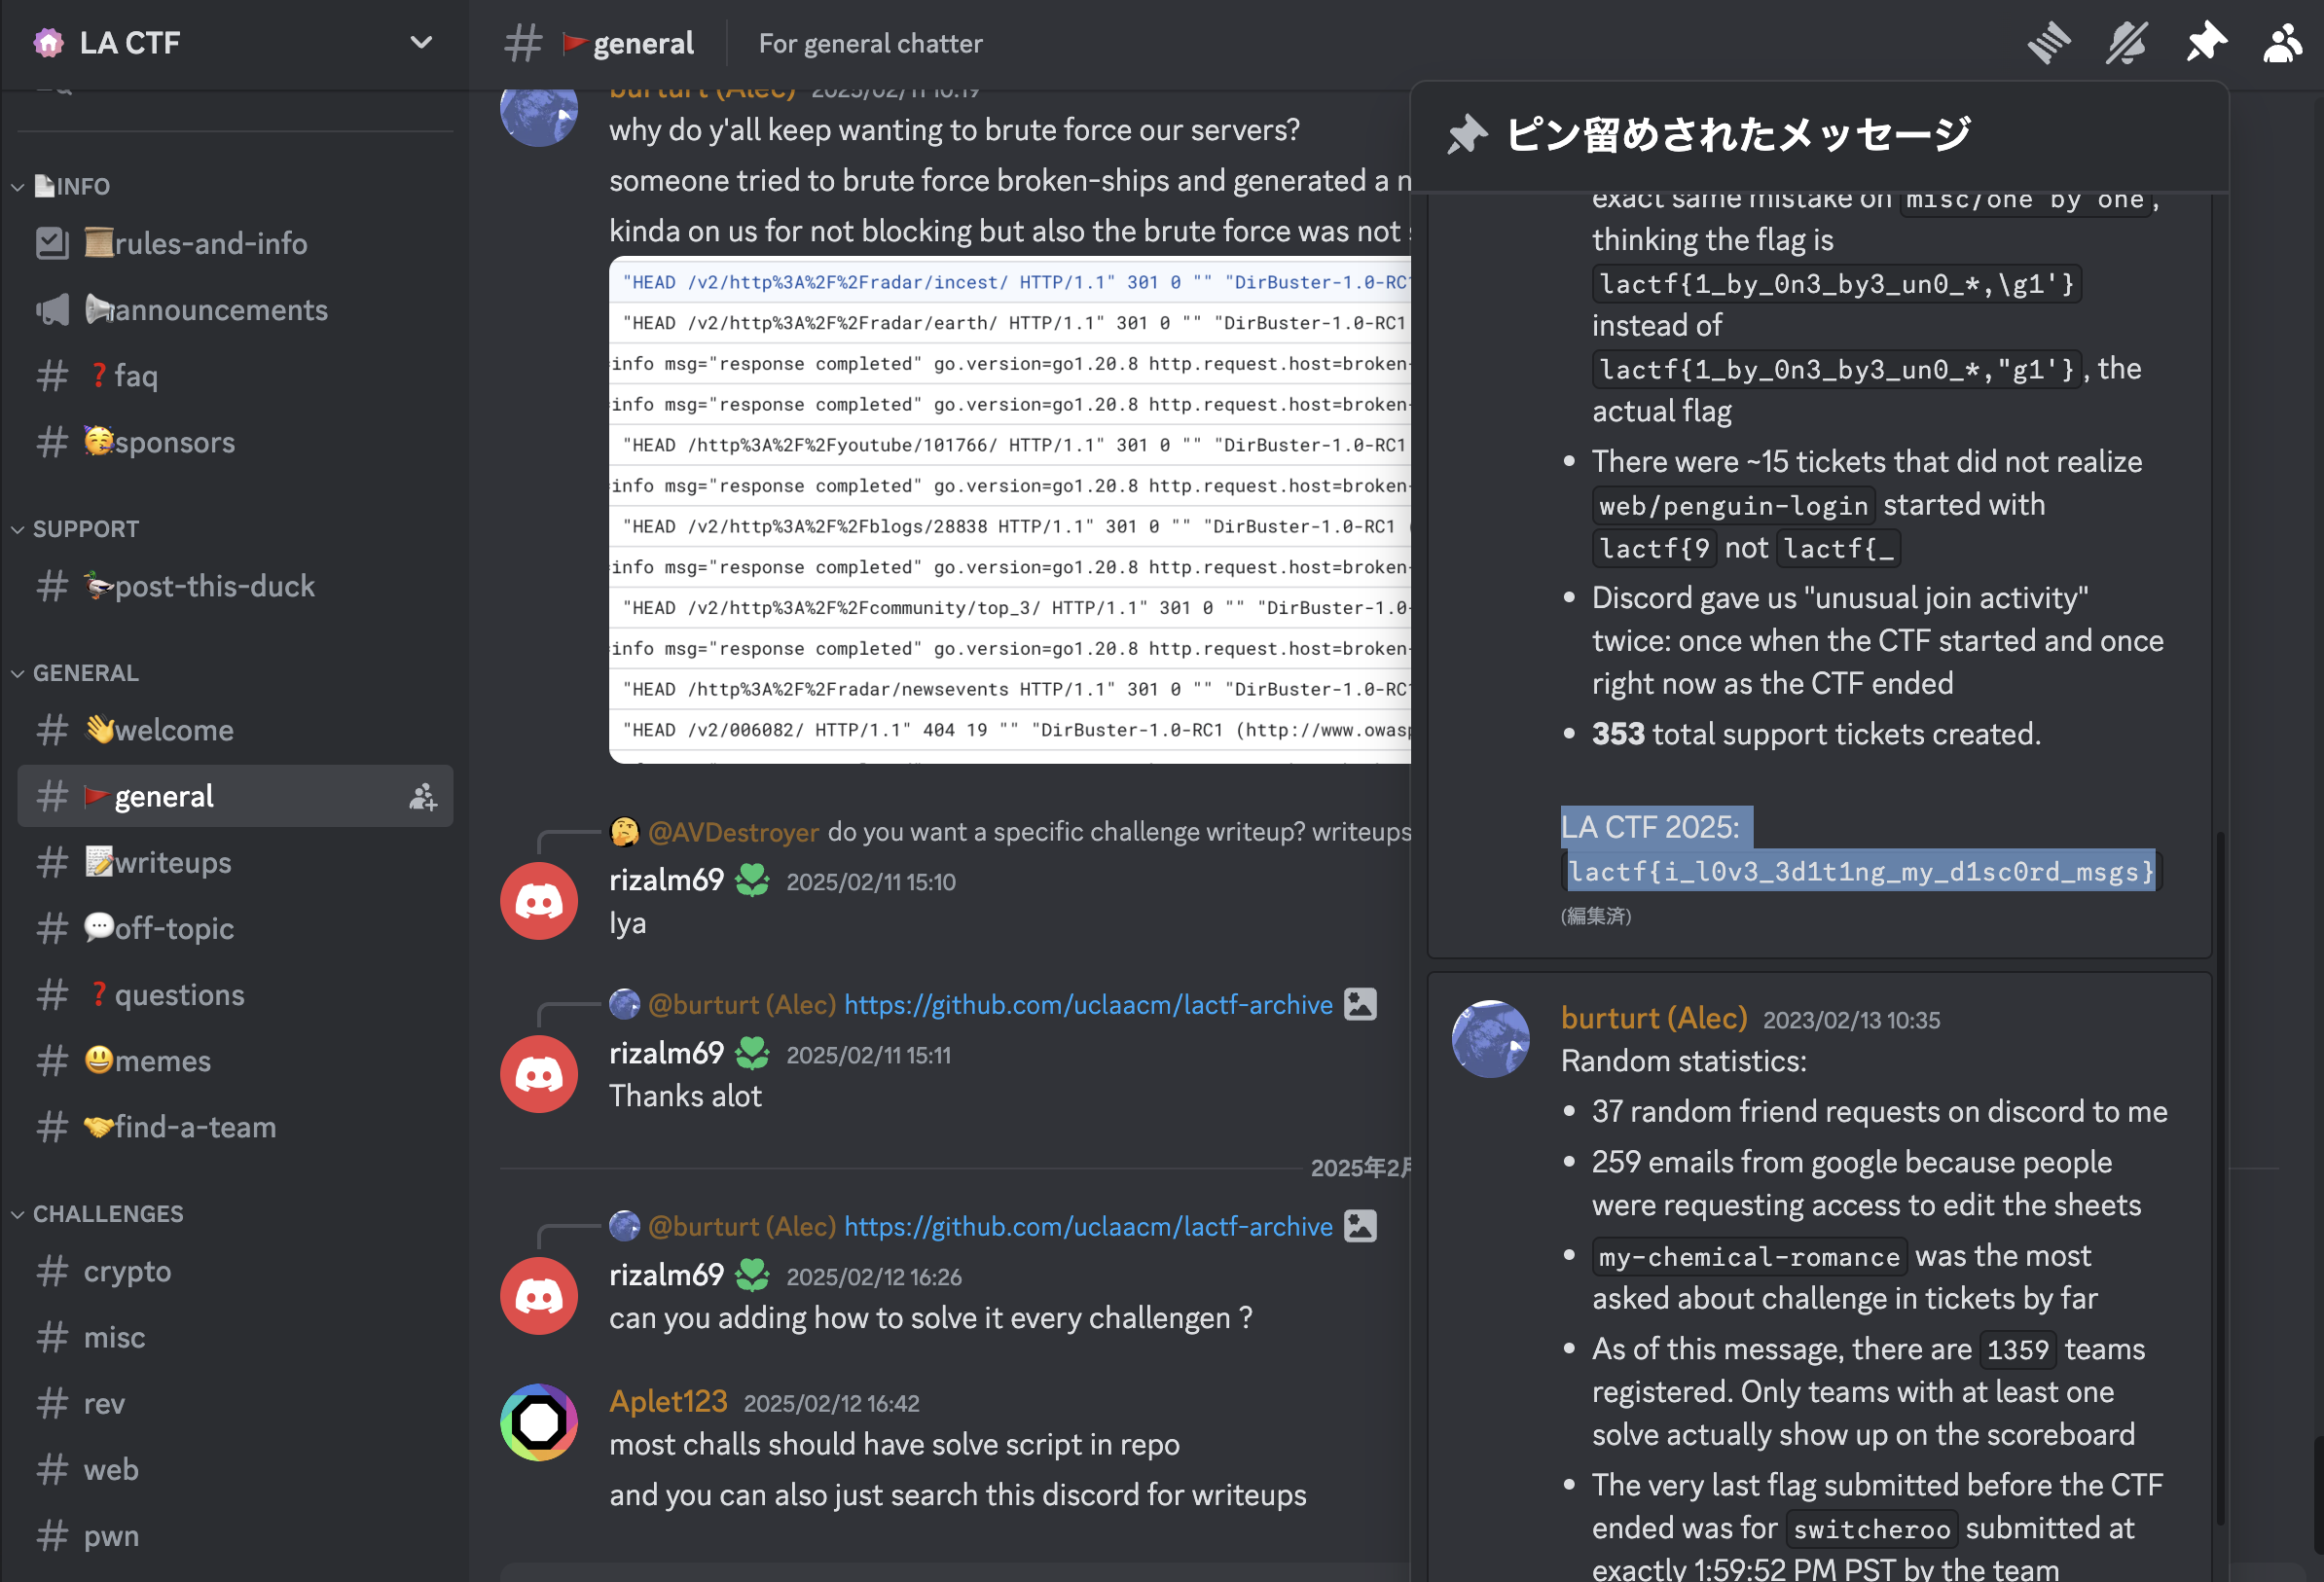 LA CTF
INFO
rules-and-info
announcements
faq
sponsors
SUPPORT
post-this-duck
GENERAL
welcome
general
writeups
off-topic
questions
memes
find-a-team
CHALLENGES
crypto
misc
rev
web
pwn
general
For general chatter
burturt (Alec) 2025/02/11 10:19
why do y'all keep wanting to brute force our servers?
someone tried to brute force broken-ships and generated a
kinda on us for not blocking but also the brute force was not
"HEAD /v2/http%3A%2F%2Fradar/incest/ HTTP/1.1" 301 0 "" "DirBuster-1.0-RC1
"HEAD /v2/http%3A%2F%2Fradar/earth/ HTTP/1.1" 301 0 "" "DirBuster-1.0-RC1
info msg="response completed" go.version=go1.20.8 http.request.host=broken-
info msg="response completed" go.version=go1.20.8 http.request.host=broken-
"HEAD /http%3A%2F%2Fyoutube/101766/ HTTP/1.1" 301 0 "" "DirBuster-1.0-RC1
info msg="response completed" go.version=go1.20.8 http.request.host=broken-
"HEAD /v2/http%3A%2F%2Fblogs/28838 HTTP/1.1" 301 0 "" "DirBuster-1.0-RC1
info msg="response completed" go.version=go1.20.8 http.request.host=broken-
"HEAD /v2/http%3A%2F%2Fcommunity/top_3/ HTTP/1.1" 301 0 "" "DirBuster-1.0-
info msg="response completed" go.version=go1.20.8 http.request.host=broken-
"HEAD /http%3A%2F%2Fradar/newsevents HTTP/1.1" 301 0 "" "DirBuster-1.0-RC1
"HEAD /v2/006082/ HTTP/1.1" 404 19 "" "DirBuster-1.0-RC1 (http://www.owasp
@AVDestroyer do you want a specific challenge writeup? writeups
rizalm69 2025/02/11 15:10
lya
@burturt (Alec) https://github.com/uclaacm/lactf-archive
rizalm69 2025/02/11 15:11
Thanks alot
2025年2月
@burturt (Alec) https://github.com/uclaacm/lactf-archive
rizalm69 2025/02/12 16:26
can you adding how to solve it every challengen ?
Aplet123 2025/02/12 16:42
most challs should have solve script in repo
and you can also just search this discord for writeups
ピン留めされたメッセージ
exact same mistake on misc/one by one,
thinking the flag is
lactf{1_by_0n3_by3_un0_*,\g1'}
instead of
lactf{1_by_0n3_by3_un0_*,"g1'}, the
actual flag
• There were ~15 tickets that did not realize
web/penguin-login started with
lactf{9 not lactf{_
• Discord gave us "unusual join activity"
twice: once when the CTF started and once
right now as the CTF ended
• 353 total support tickets created.
LA CTF 2025:
lactf{i_l0v3_3d1t1ng_my_d1sc0rd_msgs}
(編集済)
burturt (Alec) 2023/02/13 10:35
Random statistics:
• 37 random friend requests on discord to me
• 259 emails from google because people
were requesting access to edit the sheets
• my-chemical-romance was the most
asked about challenge in tickets by far
• As of this message, there are 1359 teams
registered. Only teams with at least one
solve actually show up on the scoreboard
• The very last flag submitted before the CTF
ended was for switcheroo submitted at
exactly 1:59:52 PM PST by the team